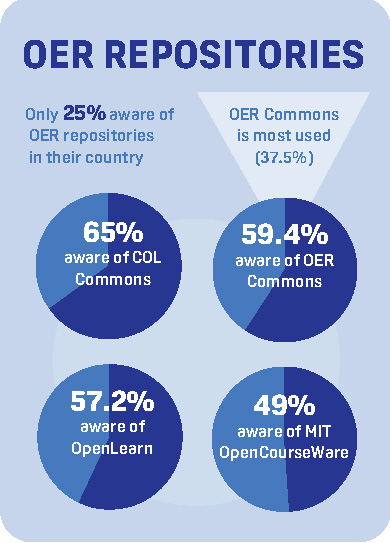 OER REPOSITORIES
Only 25% aware of
OER repositories
in their country
OER Commons
is most used
(37.5%)
65%
aware of COL
Commons
59.4%
aware of OER
Commons
57.2%
aware of
OpenLearn
49%
aware of MIT
OpenCourseWare